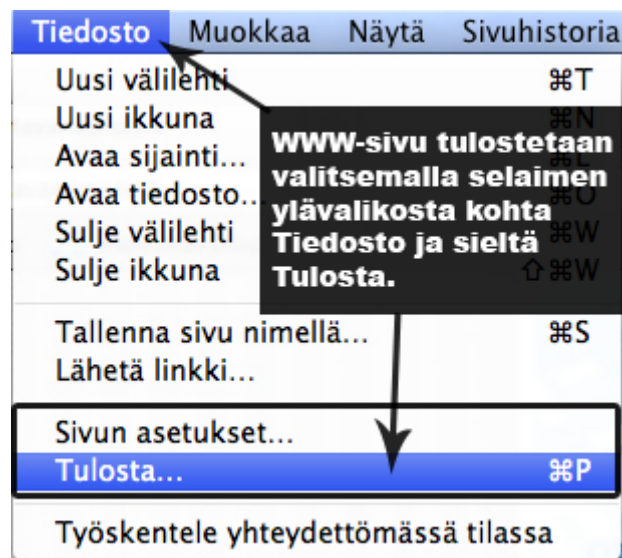 Tiedosto Muokkaa Näytä Sivuhistoria
Uusi välilehti ⌘T
Uusi ikkuna ⌘N
Avaa sijainti... ⌘L
Avaa tiedosto... ⌘O
Sulje välilehti ⌘W
Sulje ikkuna ⇧⌘W
WWW-sivu tulostetaan
valitsemalla selaimen
ylävalikosta kohta
Tiedosto ja sieltä
Tulosta.
Tallenna sivu nimellä... ⌘S
Lähetä linkki...
Sivun asetukset...
Tulosta... ⌘P
Työskentele yhteydettömässä tilassa